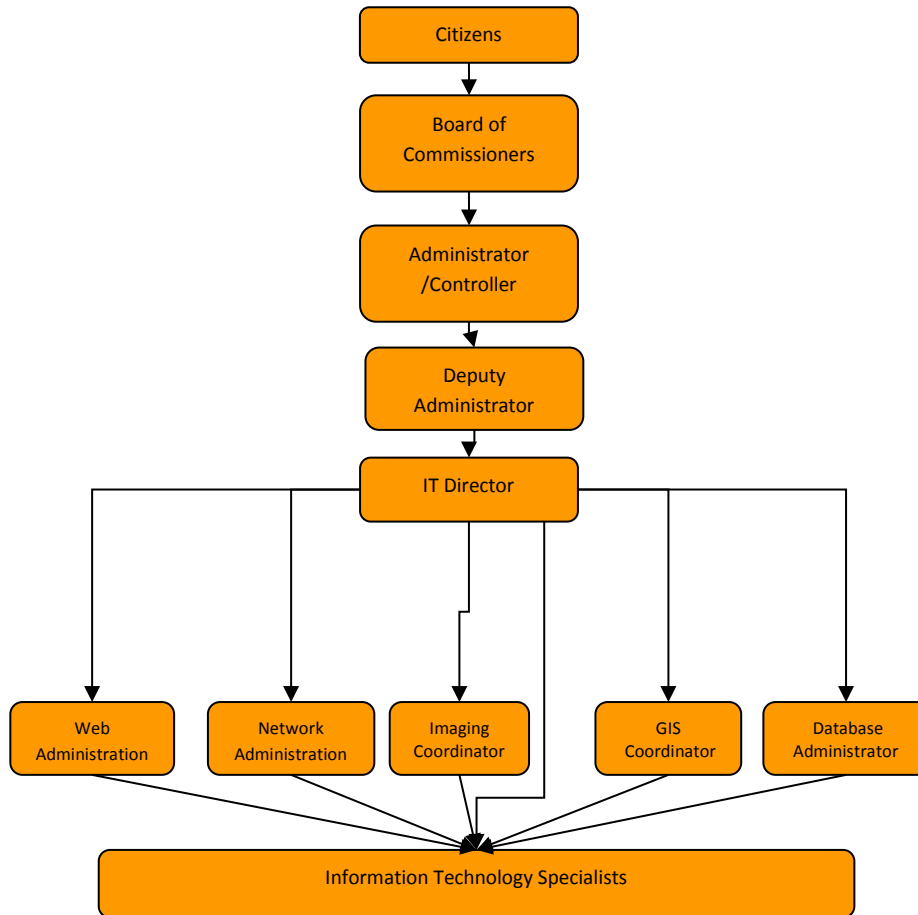 Citizens
Board of
Commissioners
Administrator
/Controller
Deputy
Administrator
IT Director
Web
Administration
Network
Administration
Imaging
Coordinator
GIS
Coordinator
Database
Administrator
Information Technology Specialists